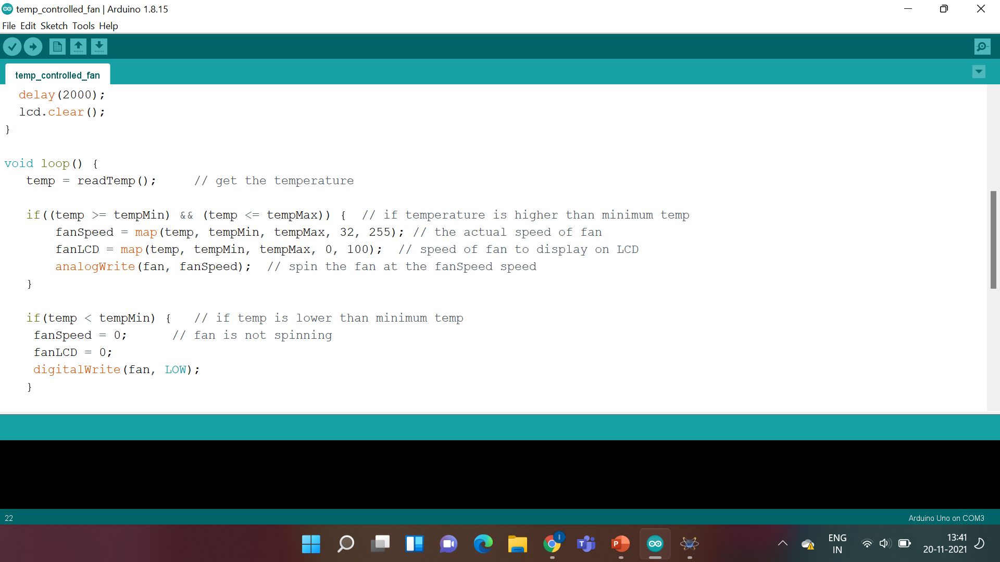 temp_controlled_fan | Arduino 1.8.15
File Edit Sketch Tools Help
temp_controlled_fan
delay(2000);
lcd.clear();
}
void loop() {
temp = readTemp(); // get the temperature
if((temp >= tempMin) && (temp <= tempMax)) { // if temperature is higher than minimum temp
fanSpeed = map(temp, tempMin, tempMax, 32, 255); // the actual speed of fan
fanLCD = map(temp, tempMin, tempMax, 0, 100); // speed of fan to display on LCD
analogWrite(fan, fanSpeed); // spin the fan at the fanSpeed speed
}
if(temp < tempMin) { // if temp is lower than minimum temp
fanSpeed = 0; // fan is not spinning
fanLCD = 0;
digitalWrite(fan, LOW);
}
22
Arduino Uno on COM3
ENG
IN
13:41
20-11-2021